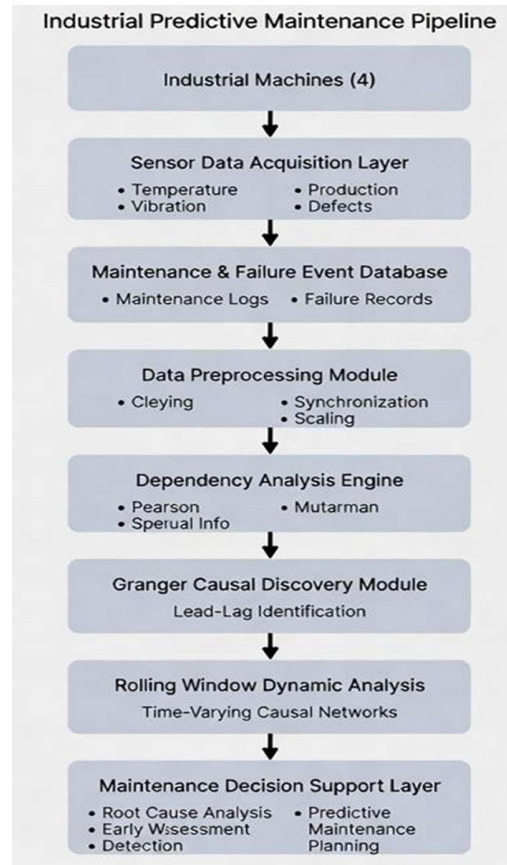 Industrial Predictive Maintenance Pipeline
Industrial Machines (4)
Sensor Data Acquisition Layer
• Temperature
• Vibration
• Production
• Defects
Maintenance & Failure Event Database
• Maintenance Logs
• Failure Records
Data Preprocessing Module
• Cleying
• Synchronization
• Scaling
Dependency Analysis Engine
• Pearson
• Sperual Info
• Mutarman
Granger Causal Discovery Module
Lead-Lag Identification
Rolling Window Dynamic Analysis
Time-Varying Causal Networks
Maintenance Decision Support Layer
• Root Cause Analysis
• Early Wssessment
• Detection
• Predictive
Maintenance
Planning